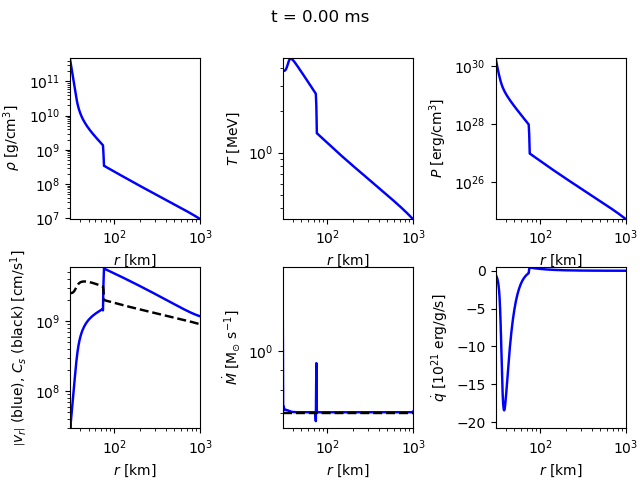 t = 0.00 ms
ρ [g/cm³]
10¹¹
10¹⁰
10⁹
10⁸
10⁷
10²
10³
r [km]
T [MeV]
10⁰
10²
10³
r [km]
P [erg/cm³]
10³⁰
10²⁸
10²⁶
10²
10³
r [km]
|vᵣ| (blue), Cₛ (black) [cm/s¹]
10⁹
10⁸
10²
10³
r [km]
Ṁ [M⊙ s⁻¹]
10⁰
10²
10³
r [km]
q̇ [10²¹ erg/g/s]
0
−5
−10
−15
−20
10²
10³
r [km]